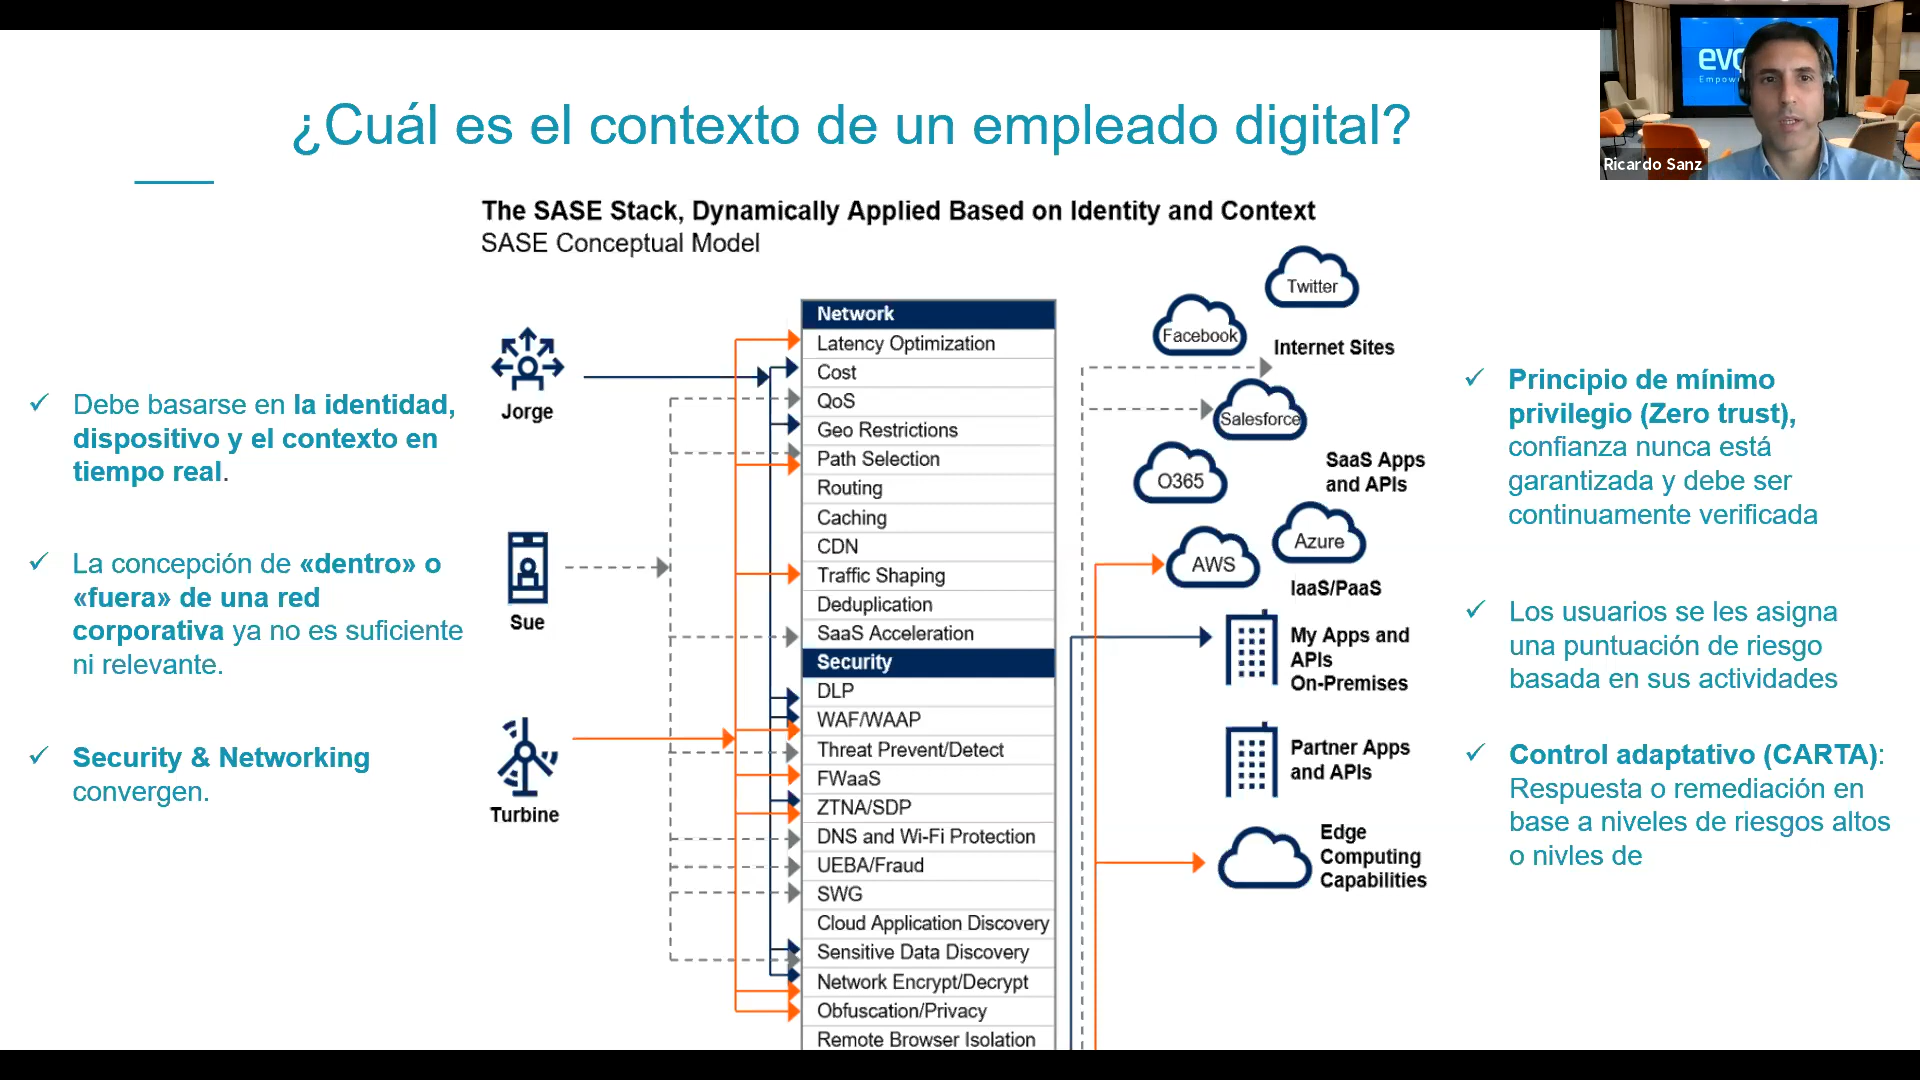 ¿Cuál es el contexto de un empleado digital?
evo
Empow
Ricardo Sanz
The SASE Stack, Dynamically Applied Based on Identity and Context
SASE Conceptual Model
Debe basarse en la identidad,
dispositivo y el contexto en
tiempo real.
La concepción de «dentro» o
«fuera» de una red
corporativa ya no es suficiente
ni relevante.
Security & Networking
convergen.
Jorge
Sue
Turbine
Network
Latency Optimization
Cost
QoS
Geo Restrictions
Path Selection
Routing
Caching
CDN
Traffic Shaping
Deduplication
SaaS Acceleration
Security
DLP
WAF/WAAP
Threat Prevent/Detect
FWaaS
ZTNA/SDP
DNS and Wi-Fi Protection
UEBA/Fraud
SWG
Cloud Application Discovery
Sensitive Data Discovery
Network Encrypt/Decrypt
Obfuscation/Privacy
Remote Browser Isolation
Twitter
Facebook
Internet Sites
Salesforce
O365
SaaS Apps
and APIs
Azure
AWS
IaaS/PaaS
My Apps and
APIs
On-Premises
Partner Apps
and APIs
Edge
Computing
Capabilities
Principio de mínimo
privilegio (Zero trust),
confianza nunca está
garantizada y debe ser
continuamente verificada
Los usuarios se les asigna
una puntuación de riesgo
basada en sus actividades
Control adaptativo (CARTA):
Respuesta o remediación en
base a niveles de riesgos altos
o nivles de